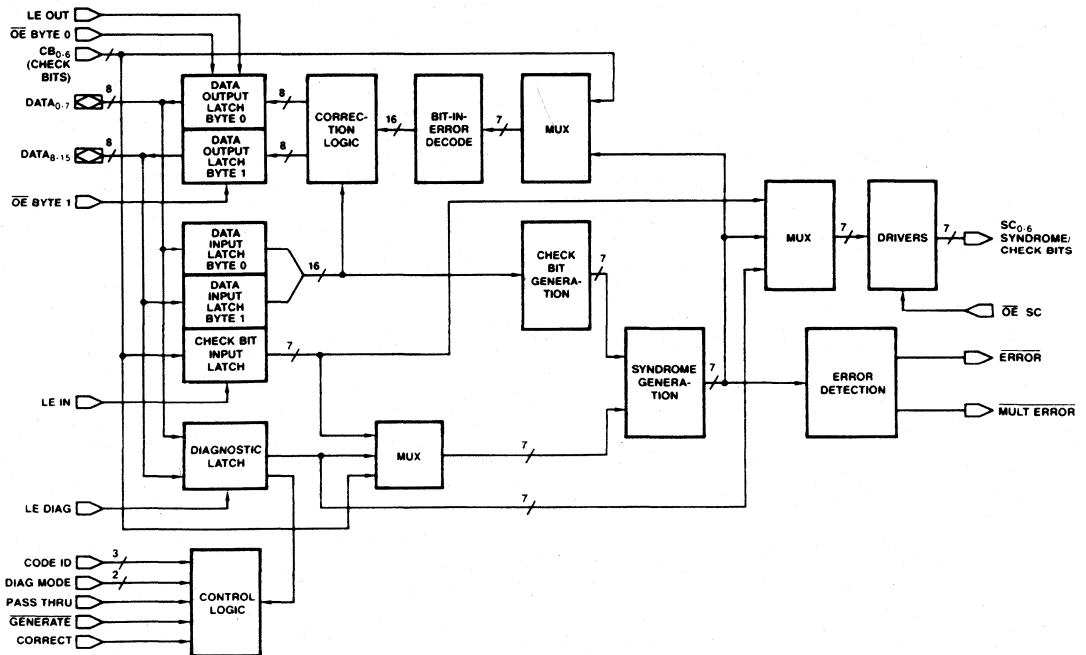 LE OUT
OE BYTE 0
CB0-6
(CHECK
BITS)
DATA0-7
8
DATA8-15
8
OE BYTE 1
DATA
OUTPUT
LATCH
BYTE 0
DATA
OUTPUT
LATCH
BYTE 1
8
8
CORREC-
TION
LOGIC
16
BIT-IN-
ERROR
DECODE
7
MUX
DATA
INPUT
LATCH
BYTE 0
DATA
INPUT
LATCH
BYTE 1
CHECK BIT
INPUT
LATCH
16
7
CHECK
BIT
GENERA-
TION
7
SYNDROME
GENERA-
TION
7
MUX
7
DRIVERS
7
SC0-6
SYNDROME/
CHECK BITS
OE SC
ERROR
DETECTION
ERROR
MULT ERROR
LE IN
DIAGNOSTIC
LATCH
MUX
7
7
LE DIAG
CODE ID
3
DIAG MODE
2
PASS THRU
GENERATE
CORRECT
CONTROL
LOGIC